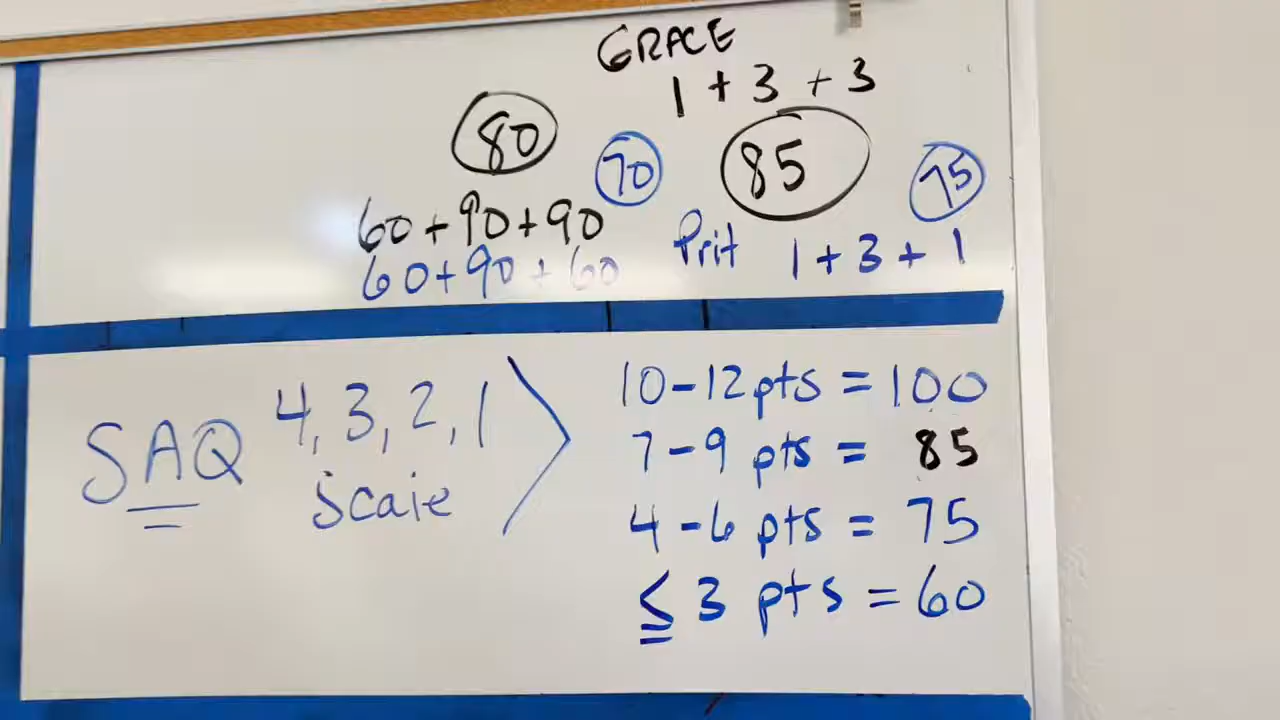 GRACE
1 + 3 + 3
80
70
85
75
60 + 90 + 90
Prit 1 + 3 + 1
60 + 90 + 60
SAQ
4, 3, 2, 1
scale
10 - 12 pts = 100
7 - 9 pts = 85
4 - 6 pts = 75
≤ 3 pts = 60